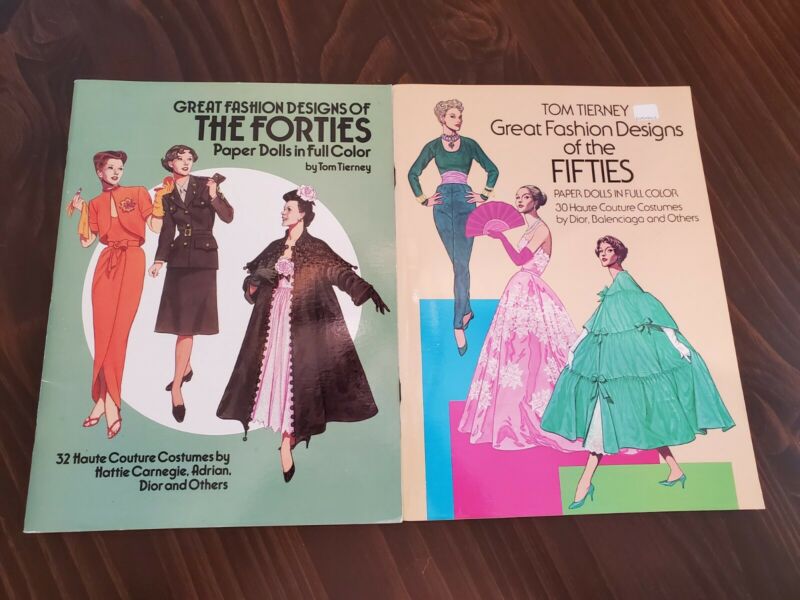 GREAT FASHION DESIGNS OF
THE FORTIES
Paper Dolls in Full Color
by Tom Tierney
32 Haute Couture Costumes by
Hattie Carnegie, Adrian,
Dior and Others
TOM TIERNEY
Great Fashion Designs
of the
FIFTIES
PAPER DOLLS IN FULL COLOR
30 Haute Couture Costumes
by Dior, Balenciaga and Others